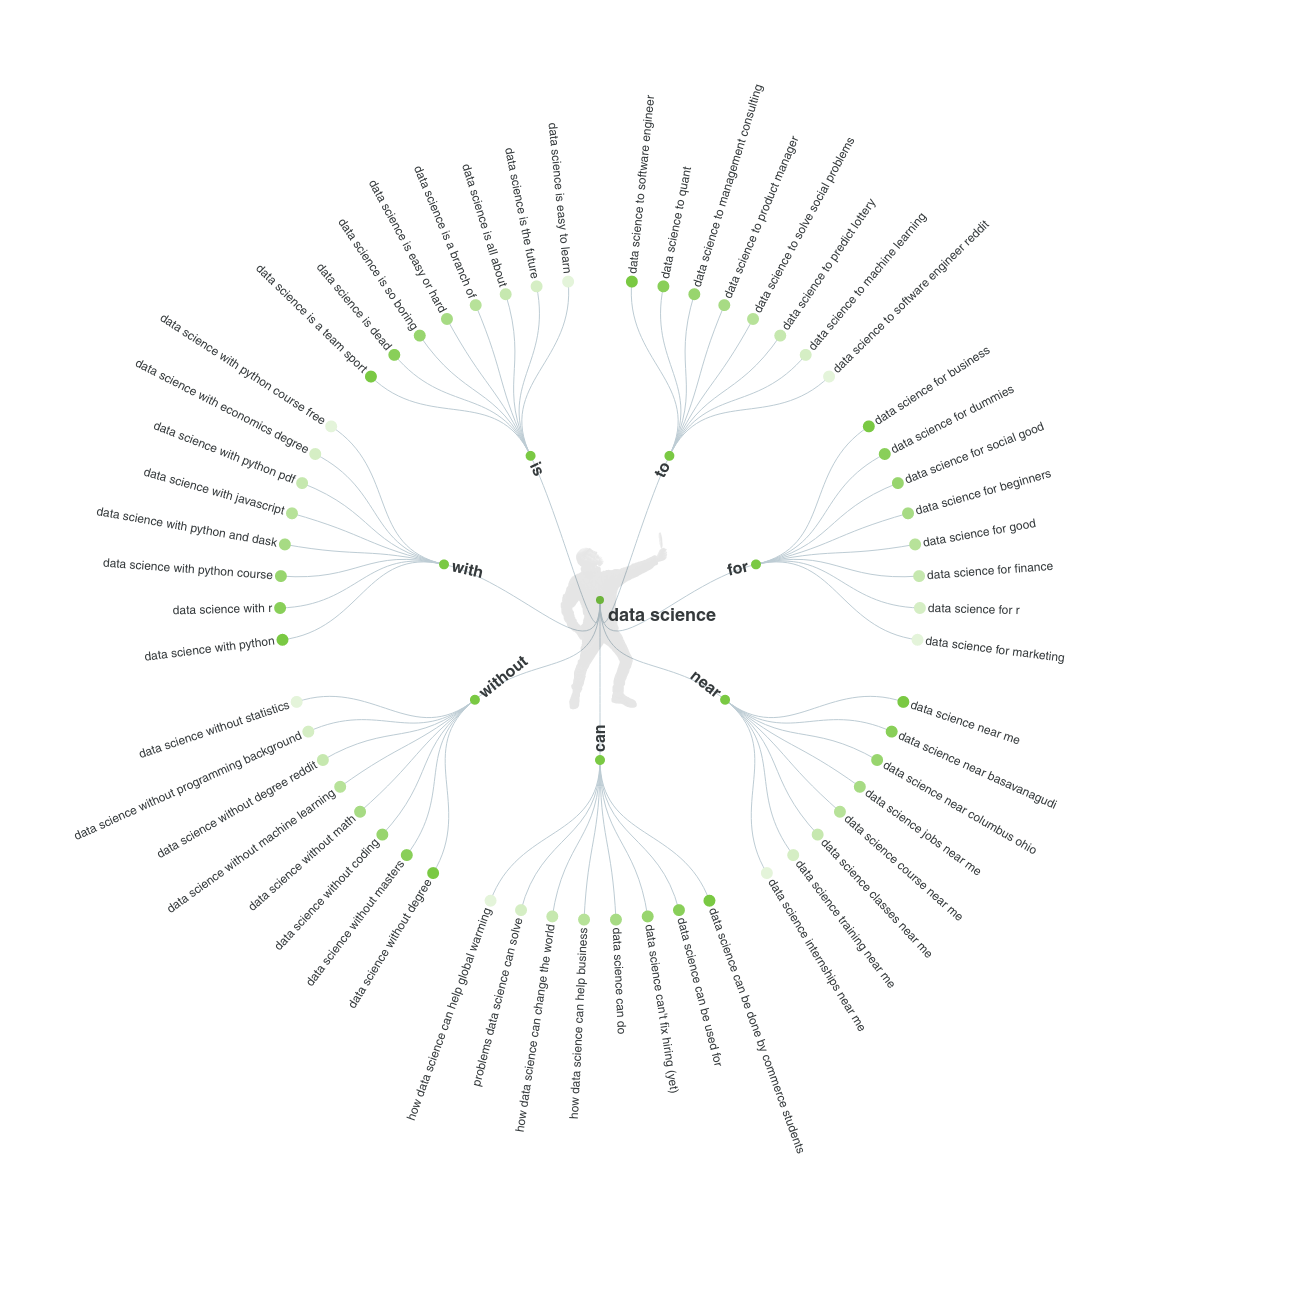 data science
to
data science to software engineer
data science to quant
data science to management consulting
data science to product manager
data science to solve social problems
data science to predict lottery
data science to machine learning
data science to software engineer reddit
for
data science for business
data science for dummies
data science for social good
data science for beginners
data science for good
data science for finance
data science for r
data science for marketing
near
data science near me
data science near basavanagudi
data science near columbus ohio
data science jobs near me
data science course near me
data science classes near me
data science training near me
data science internships near me
can
data science can be done by commerce students
data science can be used for
data science can't fix hiring (yet)
data science can do
how data science can help business
how data science can change the world
problems data science can solve
how data science can help global warming
without
data science without degree
data science without masters
data science without coding
data science without math
data science without machine learning
data science without degree reddit
data science without programming background
data science without statistics
with
data science with python
data science with r
data science with python course
data science with python and dask
data science with javascript
data science with python pdf
data science with economics degree
data science with python course free
is
data science is a team sport
data science is dead
data science is so boring
data science is easy or hard
data science is a branch of
data science is all about
data science is the future
data science is easy to learn